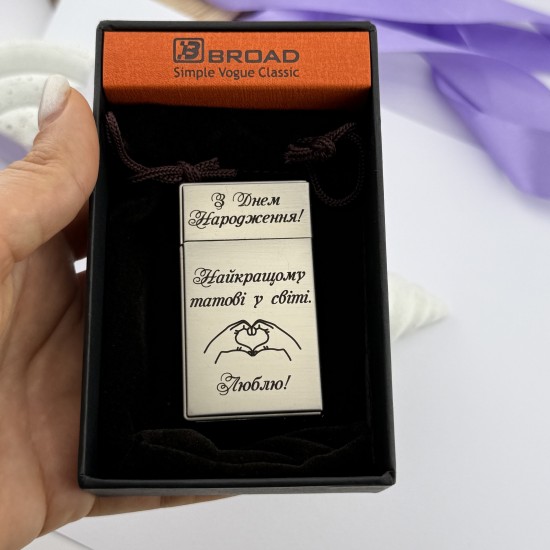 BROAD
Simple Vogue Classic
З Днем
Народження!
Найкращому
татові у світі.
Люблю!